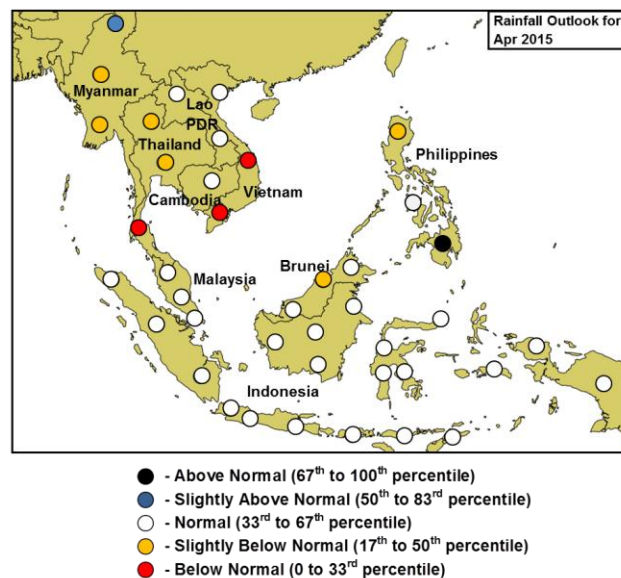 Rainfall Outlook for
Apr 2015
Myanmar
Lao
PDR
Thailand
Philippines
Cambodia
Vietnam
Brunei
Malaysia
Indonesia
- Above Normal (67th to 100th percentile)
- Slightly Above Normal (50th to 83rd percentile)
- Normal (33rd to 67th percentile)
- Slightly Below Normal (17th to 50th percentile)
- Below Normal (0 to 33rd percentile)